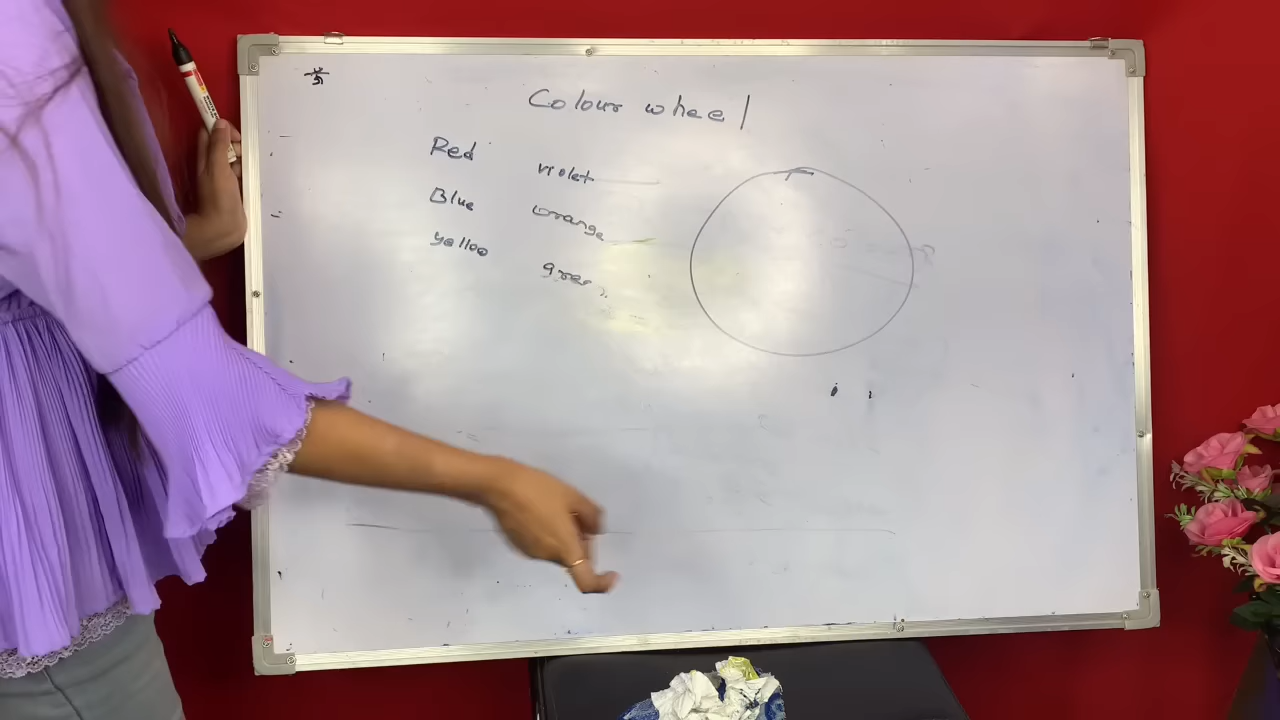 Colour wheel
Red
violet
Blue
orange
yelloo
green